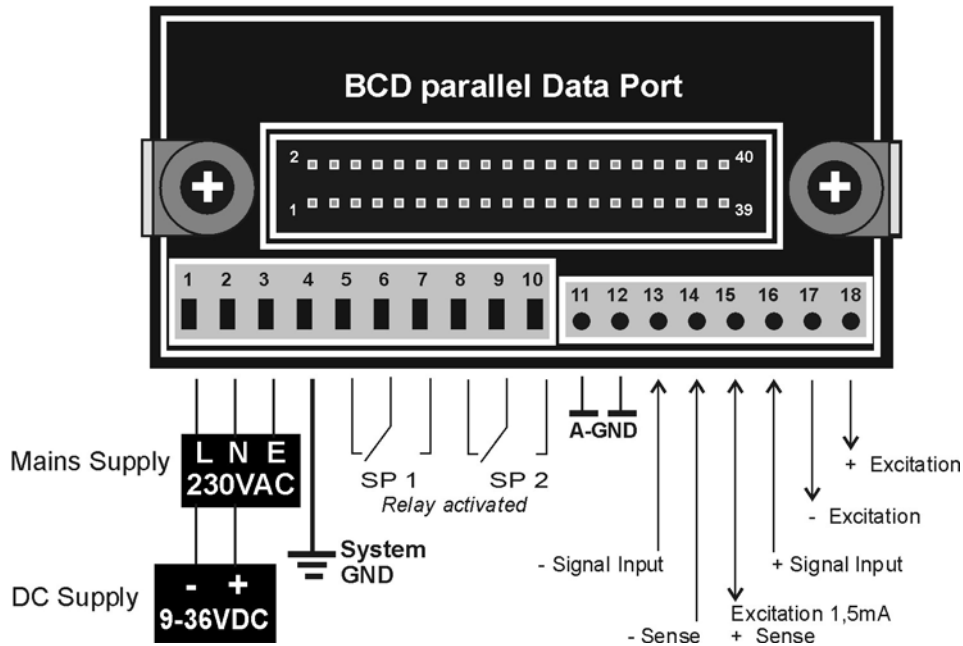 BCD parallel Data Port
2 40
1 39
1 2 3 4 5 6 7 8 9 10 11 12 13 14 15 16 17 18
A-GND
Mains Supply
L N E
230VAC
SP 1 SP 2
Relay activated
+ Excitation
- Excitation
System
GND
- Signal Input
+ Signal Input
DC Supply
- +
9-36VDC
Excitation 1,5mA
- Sense
+ Sense